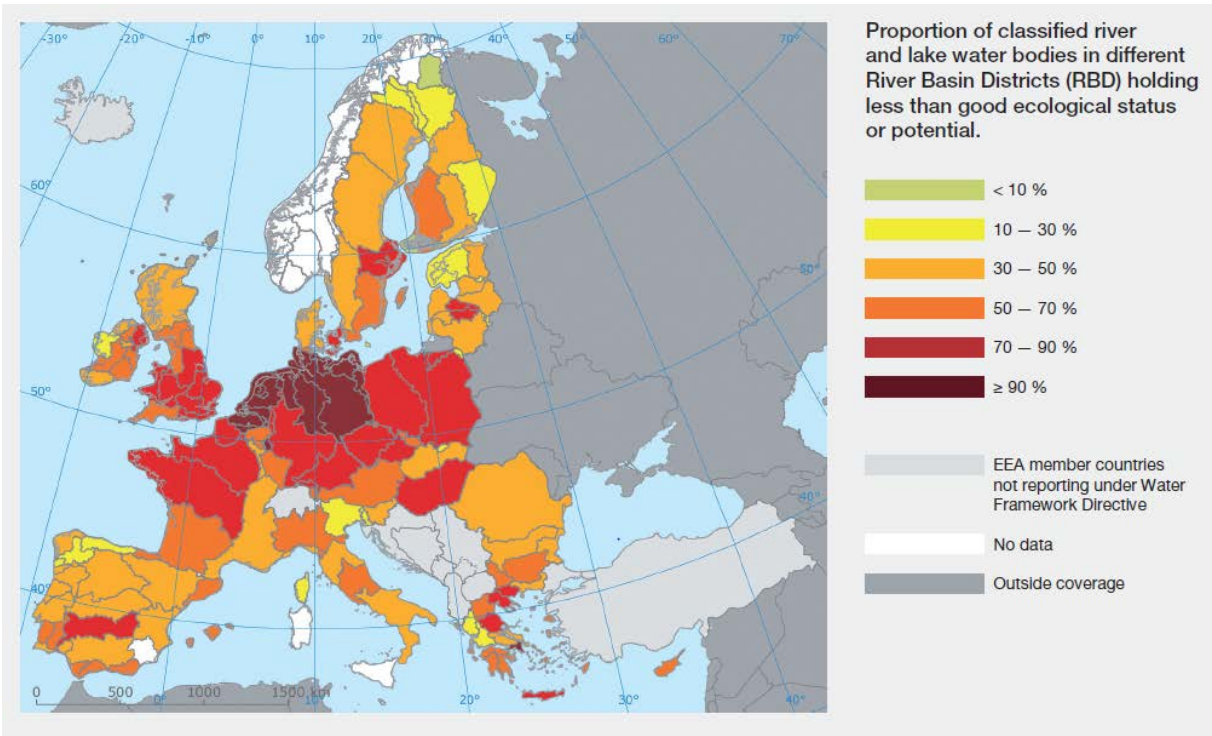 -30°
-20°
-10°
0°
10°
20°
30°
40°
50°
60°
70°
60°
50°
50°
40°
40°
0
500
1000
1500 km
0°
10°
20°
30°
40°
Proportion of classified river
and lake water bodies in different
River Basin Districts (RBD) holding
less than good ecological status
or potential.
< 10 %
10 — 30 %
30 — 50 %
50 — 70 %
70 — 90 %
≥ 90 %
EEA member countries
not reporting under Water
Framework Directive
No data
Outside coverage